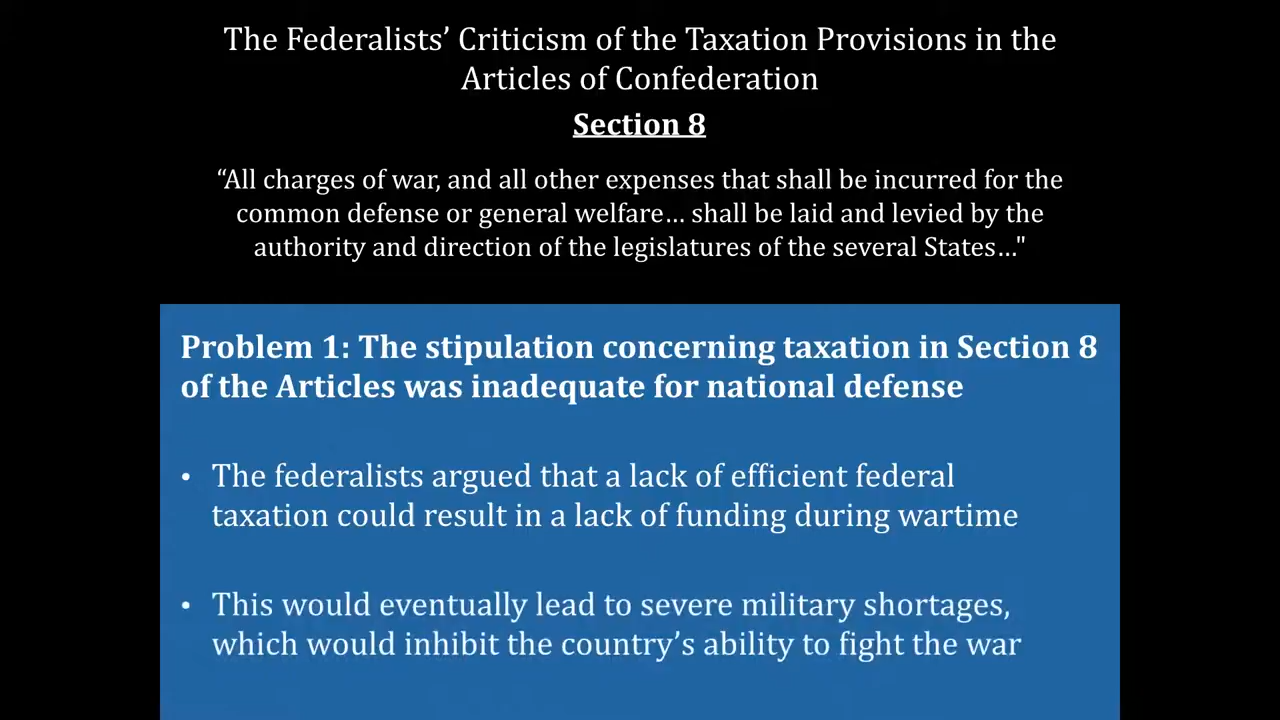 The Federalists’ Criticism of the Taxation Provisions in the
Articles of Confederation
Section 8
“All charges of war, and all other expenses that shall be incurred for the
common defense or general welfare… shall be laid and levied by the
authority and direction of the legislatures of the several States…"
Problem 1: The stipulation concerning taxation in Section 8
of the Articles was inadequate for national defense
• The federalists argued that a lack of efficient federal
taxation could result in a lack of funding during wartime
• This would eventually lead to severe military shortages,
which would inhibit the country’s ability to fight the war